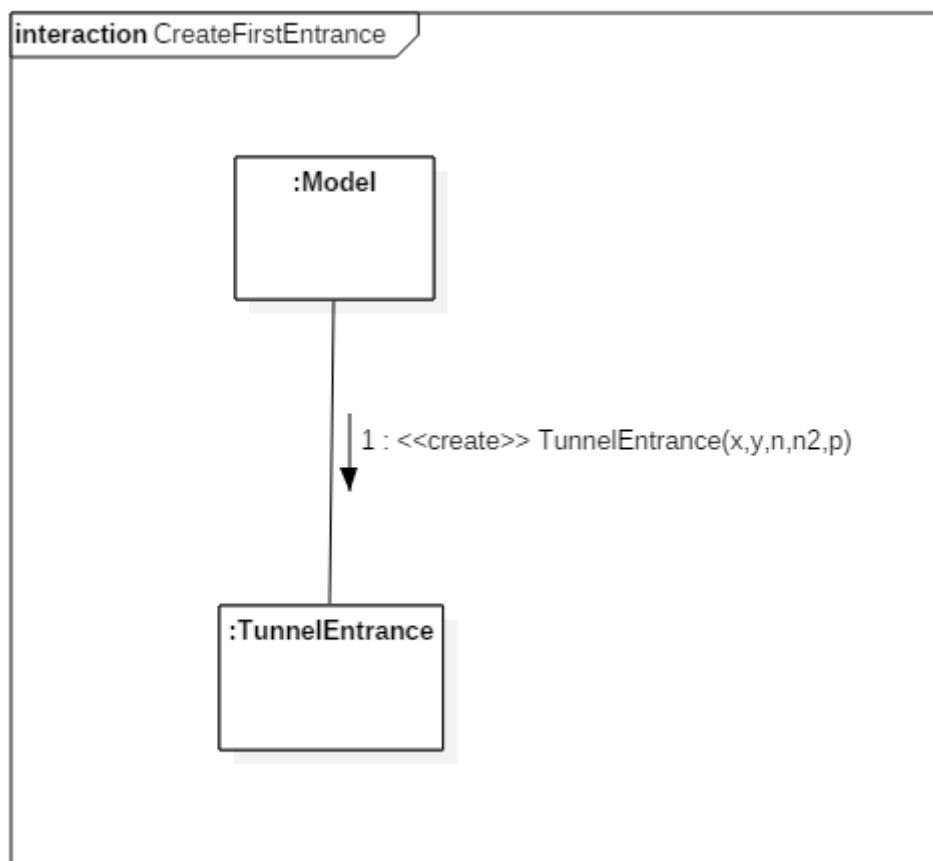 interaction CreateFirstEntrance
:Model
1 : <<create>> TunnelEntrance(x,y,n,n2,p)
:TunnelEntrance